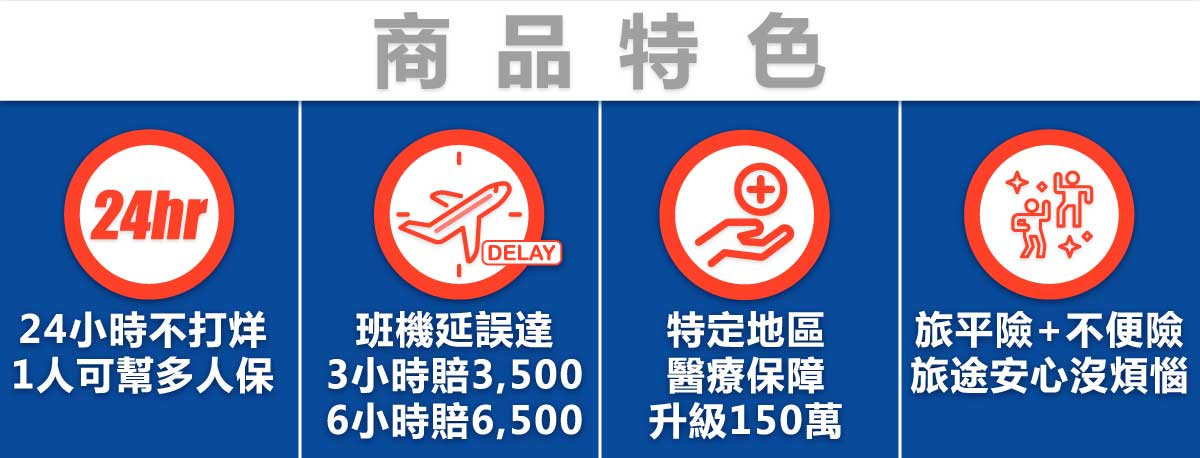 商品特色
24hr
24小時不打烊
1人可幫多人保
DELAY
班機延誤達
3小時賠3,500
6小時賠6,500
特定地區
醫療保障
升級150萬
旅平險+不便險
旅途安心沒煩惱